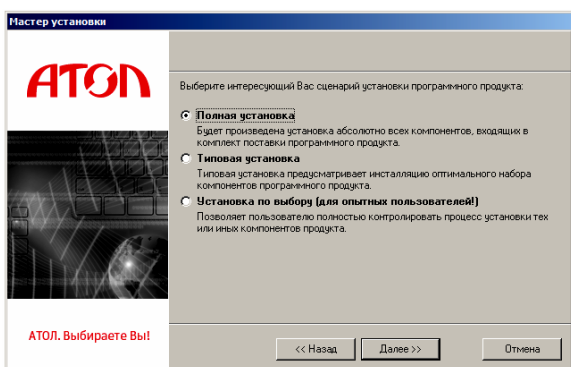 Мастер установки
АТОЛ
Выберите интересующий Вас сценарий установки программного продукта:
Полная установка
Будет произведена установка абсолютно всех компонентов, входящих в
комплект поставки программного продукта.
Типовая установка
Типовая установка предусматривает инсталляцию оптимального набора
компонентов программного продукта.
Установка по выбору (для опытных пользователей!)
Позволяет пользователю полностью контролировать процесс установки тех
или иных компонентов продукта.
АТОЛ. Выбираете Вы!
<< Назад
Далее >>
Отмена